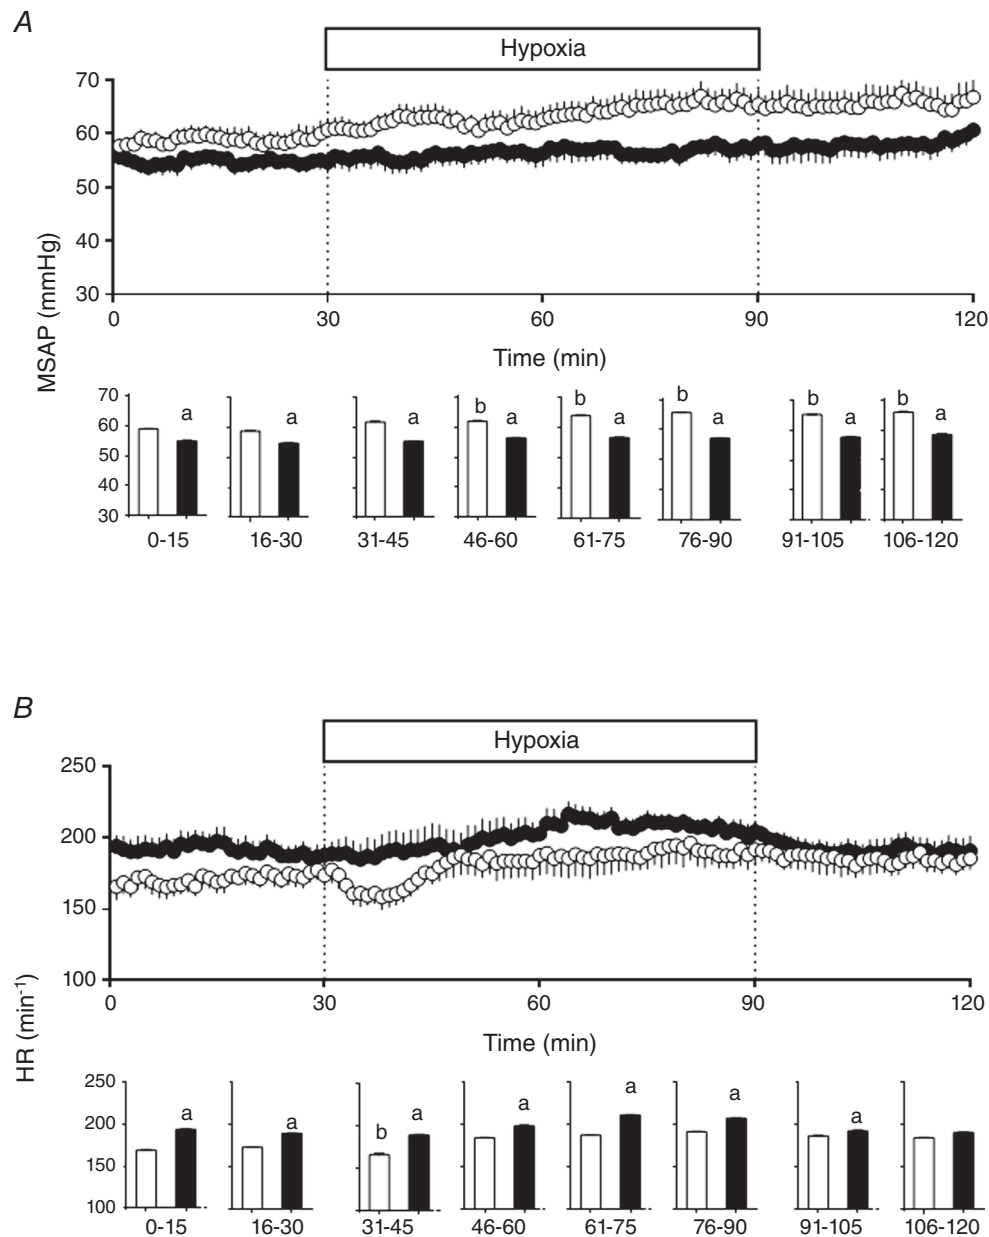 A
Hypoxia
70
60
50
40
30
MSAP (mmHg)
0 30 60 90 120
Time (min)
70
60
50
40
30
a a a b a b a b a b a b a
0-15 16-30 31-45 46-60 61-75 76-90 91-105 106-120
B
Hypoxia
250
200
150
100
HR (min-1)
0 30 60 90 120
Time (min)
250
200
150
100
a a b a a a a a
0-15 16-30 31-45 46-60 61-75 76-90 91-105 106-120